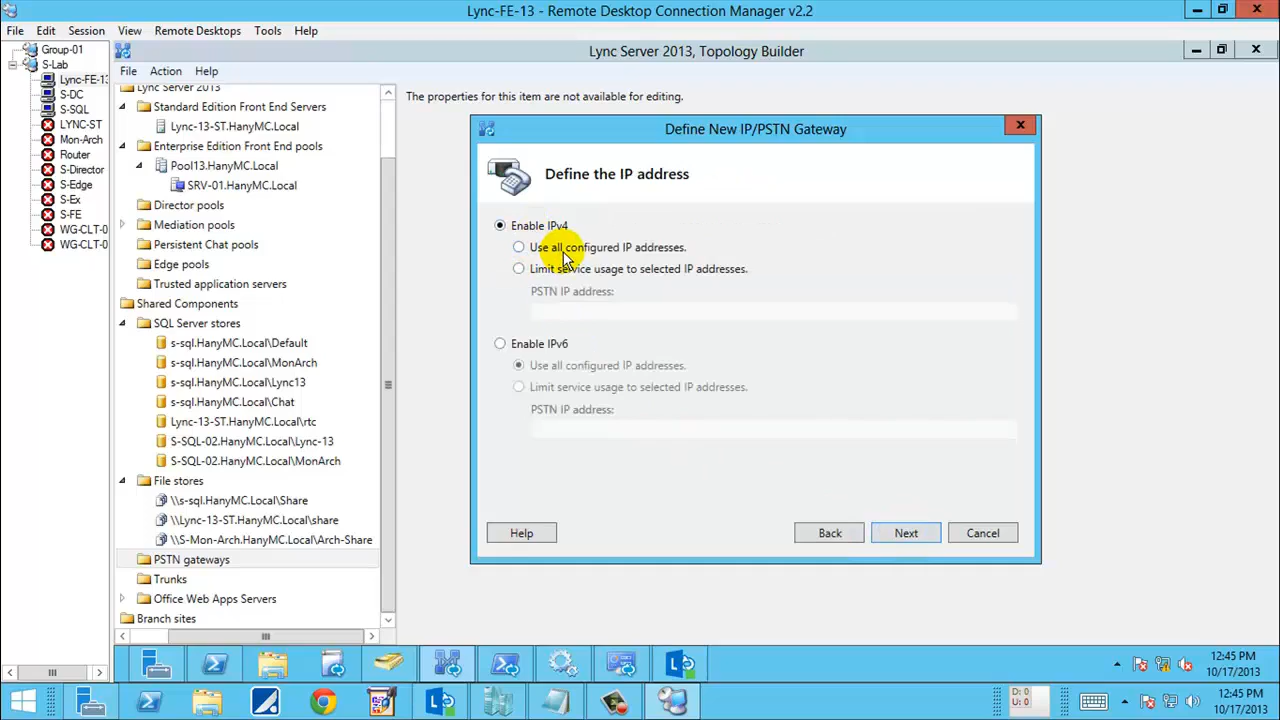 Lync-FE-13 - Remote Desktop Connection Manager v2.2
File Edit Session View Remote Desktops Tools Help
Group-01
S-Lab
Lync-FE-13
S-DC
S-SQL
LYNC-ST
Mon-Arch
Router
S-Director
S-Edge
S-Ex
S-FE
WG-CLT-0
WG-CLT-0
Lync Server 2013, Topology Builder
File Action Help
Lync Server 2013
Standard Edition Front End Servers
Lync-13-ST.HanyMC.Local
Enterprise Edition Front End pools
Pool13.HanyMC.Local
SRV-01.HanyMC.Local
Director pools
Mediation pools
Persistent Chat pools
Edge pools
Trusted application servers
Shared Components
SQL Server stores
s-sql.HanyMC.Local\Default
s-sql.HanyMC.Local\MonArch
s-sql.HanyMC.Local\Lync13
s-sql.HanyMC.Local\Chat
Lync-13-ST.HanyMC.Local\rtc
S-SQL-02.HanyMC.Local\Lync-13
S-SQL-02.HanyMC.Local\MonArch
File stores
\\s-sql.HanyMC.Local\Share
\\Lync-13-ST.HanyMC.Local\share
\\S-Mon-Arch.HanyMC.Local\Arch-Share
PSTN gateways
Trunks
Office Web Apps Servers
Branch sites
The properties for this item are not available for editing.
Define New IP/PSTN Gateway
Define the IP address
Enable IPv4
Use all configured IP addresses.
Limit service usage to selected IP addresses.
PSTN IP address:
Enable IPv6
Use all configured IP addresses.
Limit service usage to selected IP addresses.
PSTN IP address:
Help Back Next Cancel
12:45 PM
10/17/2013
D: 0
U: 0
12:45 PM
10/17/2013